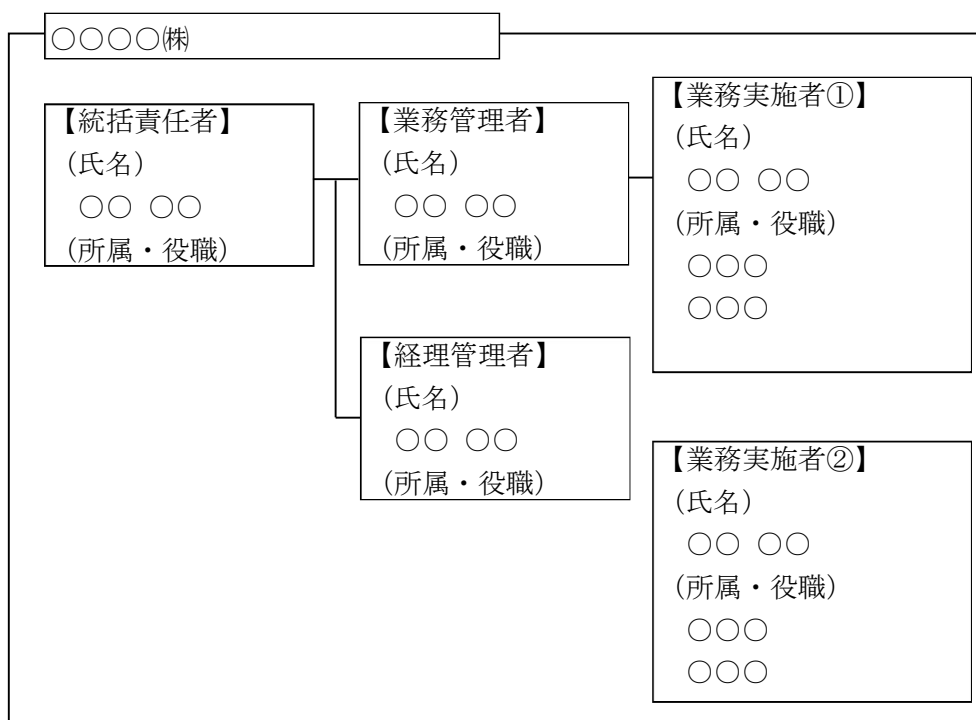 ○○○○㈱
【統括責任者】
(氏名)
○○ ○○
(所属・役職)
【業務管理者】
(氏名)
○○ ○○
(所属・役職)
【業務実施者①】
(氏名)
○○ ○○
(所属・役職)
○○○
○○○
【経理管理者】
(氏名)
○○ ○○
(所属・役職)
【業務実施者②】
(氏名)
○○ ○○
(所属・役職)
○○○
○○○